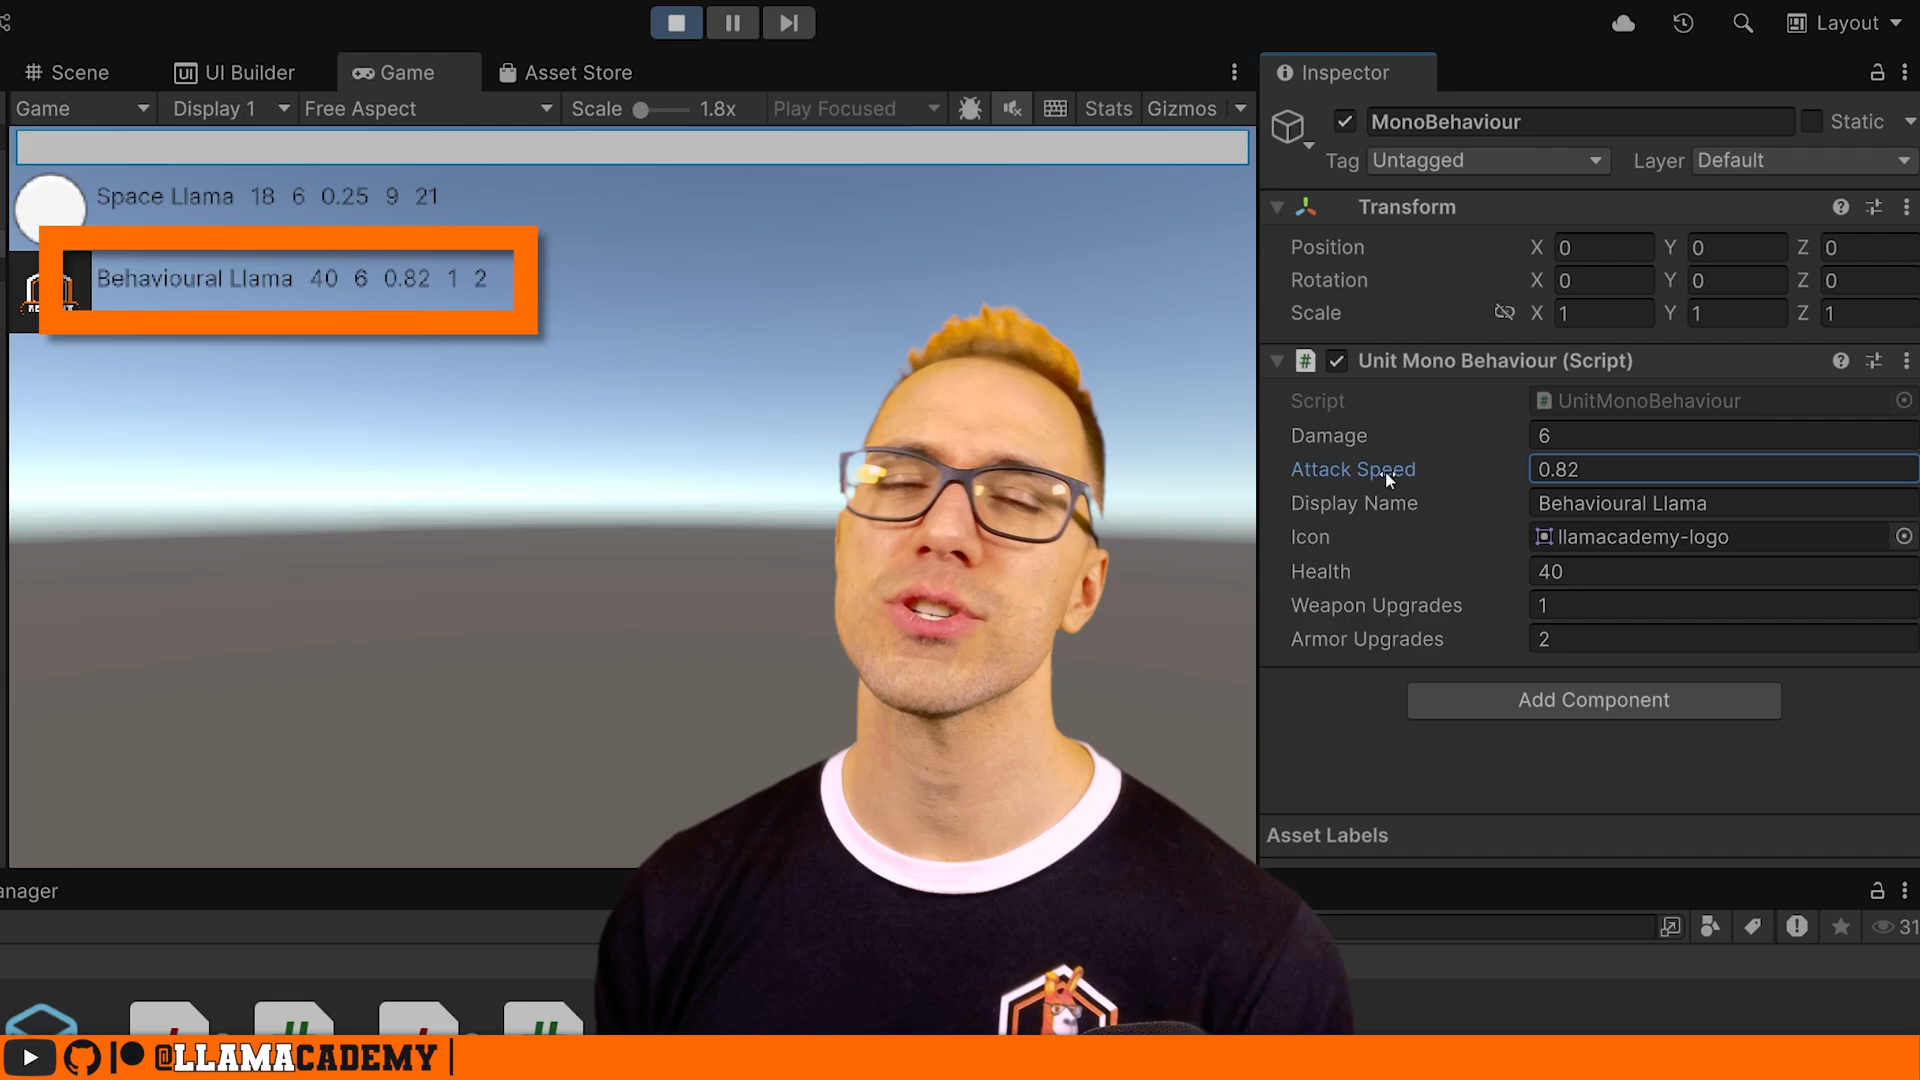 Layout
Scene
UI Builder
Game
Asset Store
Inspector
Game
Display 1
Free Aspect
Scale
1.8x
Play Focused
Stats
Gizmos
MonoBehaviour
Static
Tag
Untagged
Layer
Default
Space Llama 18 6 0.25 9 21
Behavioural Llama 40 6 0.82 1 2
Transform
Position X 0 Y 0 Z 0
Rotation X 0 Y 0 Z 0
Scale X 1 Y 1 Z 1
Unit Mono Behaviour (Script)
Script UnitMonoBehaviour
Damage 6
Attack Speed 0.82
Display Name Behavioural Llama
Icon llamacademy-logo
Health 40
Weapon Upgrades 1
Armor Upgrades 2
Add Component
Asset Labels
anager
31
@LLAMACADEMY